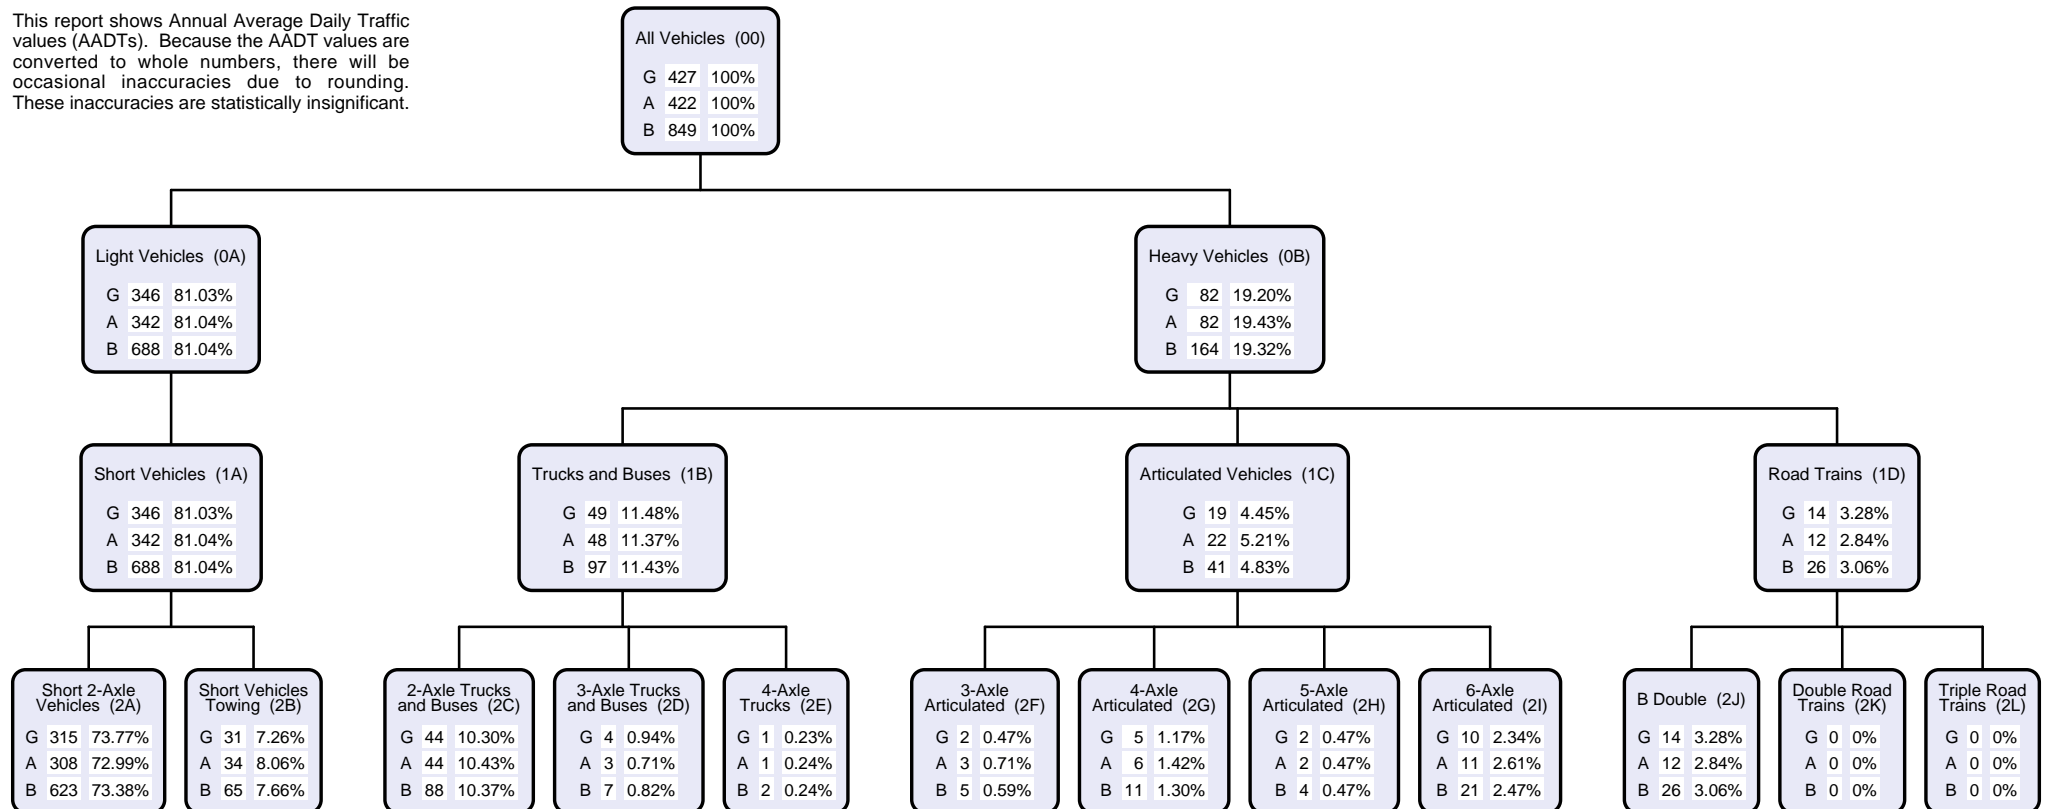 This report shows Annual Average Daily Traffic
values (AADTs). Because the AADT values are
converted to whole numbers, there will be
occasional inaccuracies due to rounding.
These inaccuracies are statistically insignificant.
All Vehicles (00)
G 427 100%
A 422 100%
B 849 100%
Light Vehicles (0A)
G 346 81.03%
A 342 81.04%
B 688 81.04%
Heavy Vehicles (0B)
G 82 19.20%
A 82 19.43%
B 164 19.32%
Short Vehicles (1A)
G 346 81.03%
A 342 81.04%
B 688 81.04%
Trucks and Buses (1B)
G 49 11.48%
A 48 11.37%
B 97 11.43%
Articulated Vehicles (1C)
G 19 4.45%
A 22 5.21%
B 41 4.83%
Road Trains (1D)
G 14 3.28%
A 12 2.84%
B 26 3.06%
Short 2-Axle
Vehicles (2A)
G 315 73.77%
A 308 72.99%
B 623 73.38%
Short Vehicles
Towing (2B)
G 31 7.26%
A 34 8.06%
B 65 7.66%
2-Axle Trucks
and Buses (2C)
G 44 10.30%
A 44 10.43%
B 88 10.37%
3-Axle Trucks
and Buses (2D)
G 4 0.94%
A 3 0.71%
B 7 0.82%
4-Axle
Trucks (2E)
G 1 0.23%
A 1 0.24%
B 2 0.24%
3-Axle
Articulated (2F)
G 2 0.47%
A 3 0.71%
B 5 0.59%
4-Axle
Articulated (2G)
G 5 1.17%
A 6 1.42%
B 11 1.30%
5-Axle
Articulated (2H)
G 2 0.47%
A 2 0.47%
B 4 0.47%
6-Axle
Articulated (2I)
G 10 2.34%
A 11 2.61%
B 21 2.47%
B Double (2J)
G 14 3.28%
A 12 2.84%
B 26 3.06%
Double Road
Trains (2K)
G 0 0%
A 0 0%
B 0 0%
Triple Road
Trains (2L)
G 0 0%
A 0 0%
B 0 0%